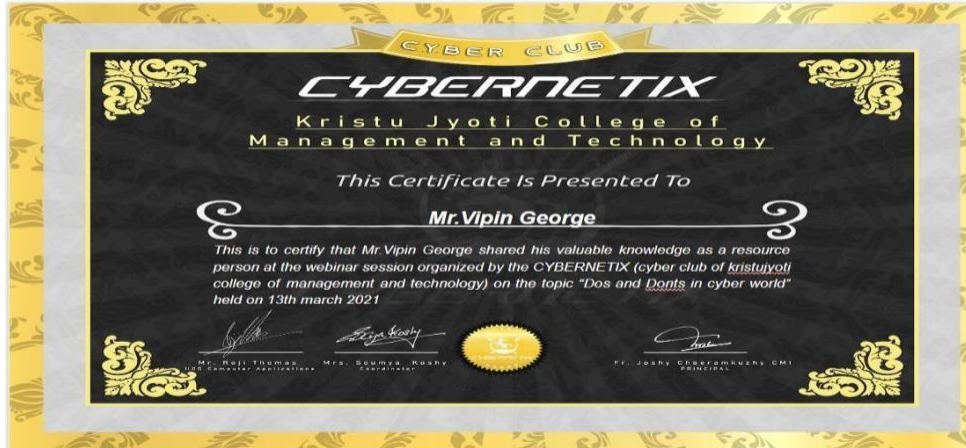 CYBER CLUB
CYBERNETIX
Kristu Jyoti College of
Management and Technology
This Certificate Is Presented To
Mr.Vipin George
This is to certify that Mr.Vipin George shared his valuable knowledge as a resource
person at the webinar session organized by the CYBERNETIX (cyber club of kristujyoti
college of management and technology) on the topic "Dos and Donts in cyber world"
held on 13th march 2021
Mr. Roji Thomas
HOD Computer Applications
Mrs. Soumya Koshy
Coordinator
CYBERNETIX
Fr. Joshy Cheeramkuzhy CMI
PRINCIPAL